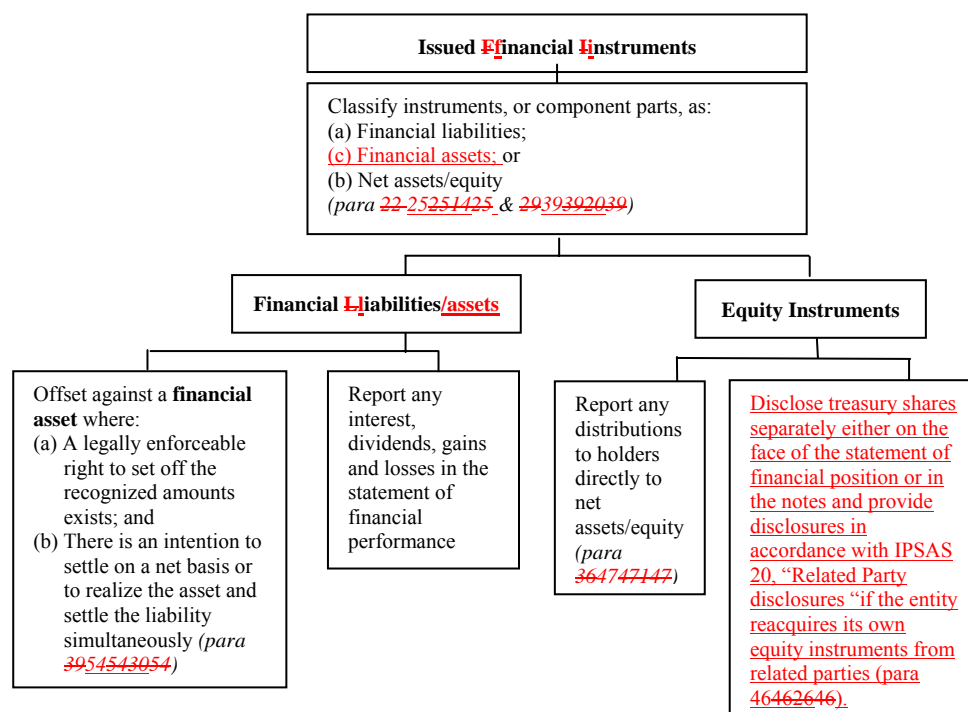 Issued Ffinancial Iinstruments
Classify instruments, or component parts, as:
(a) Financial liabilities;
(c) Financial assets; or
(b) Net assets/equity
(para 22-25251425 & 2939392039)
Financial Lliabilities/assets
Equity Instruments
Offset against a financial
asset where:
(a) A legally enforceable
right to set off the
recognized amounts
exists; and
(b) There is an intention to
settle on a net basis or
to realize the asset and
settle the liability
simultaneously (para
3954543054)
Report any
interest,
dividends, gains
and losses in the
statement of
financial
performance
Report any
distributions
to holders
directly to
net
assets/equity
(para
364747147)
Disclose treasury shares
separately either on the
face of the statement of
financial position or in
the notes and provide
disclosures in
accordance with IPSAS
20, “Related Party
disclosures “if the entity
reacquires its own
equity instruments from
related parties (para
46462646).